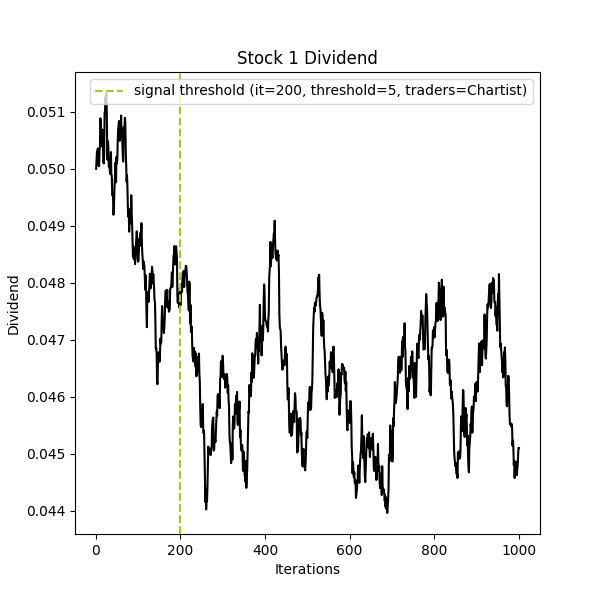 Stock 1 Dividend
signal threshold (it=200, threshold=5, traders=Chartist)
0.051
0.050
0.049
0.048
0.047
0.046
0.045
0.044
Dividend
0 200 400 600 800 1000
Iterations